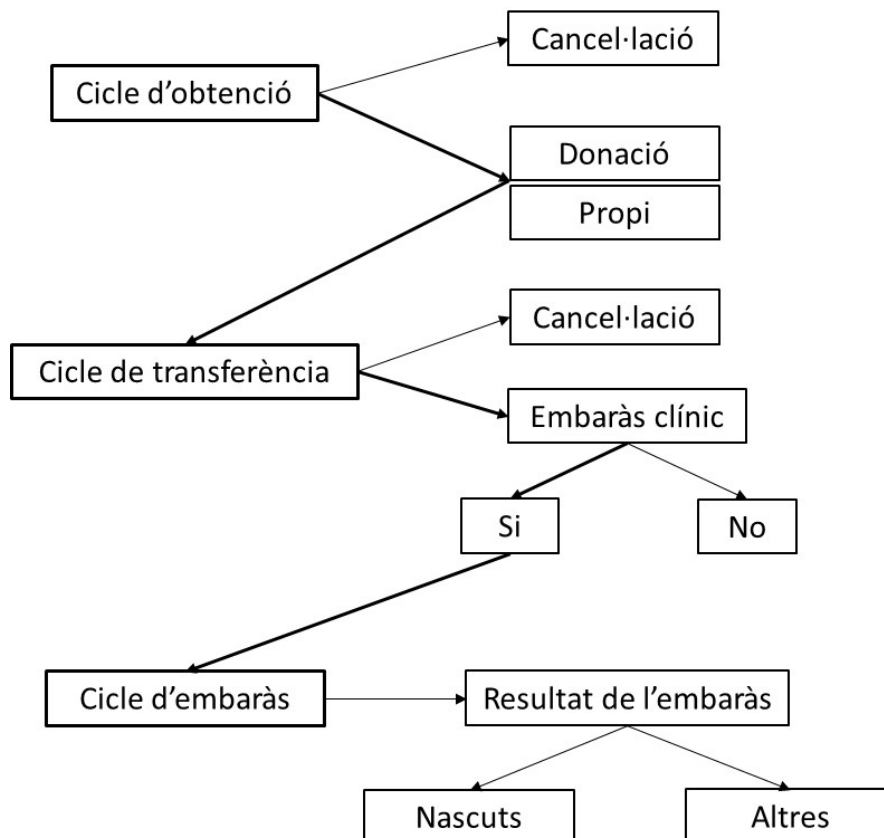 Cancel·lació
Cicle d’obtenció
Donació
Propi
Cancel·lació
Cicle de transferència
Embaràs clínic
Si
No
Cicle d’embaràs
Resultat de l’embaràs
Nascuts
Altres